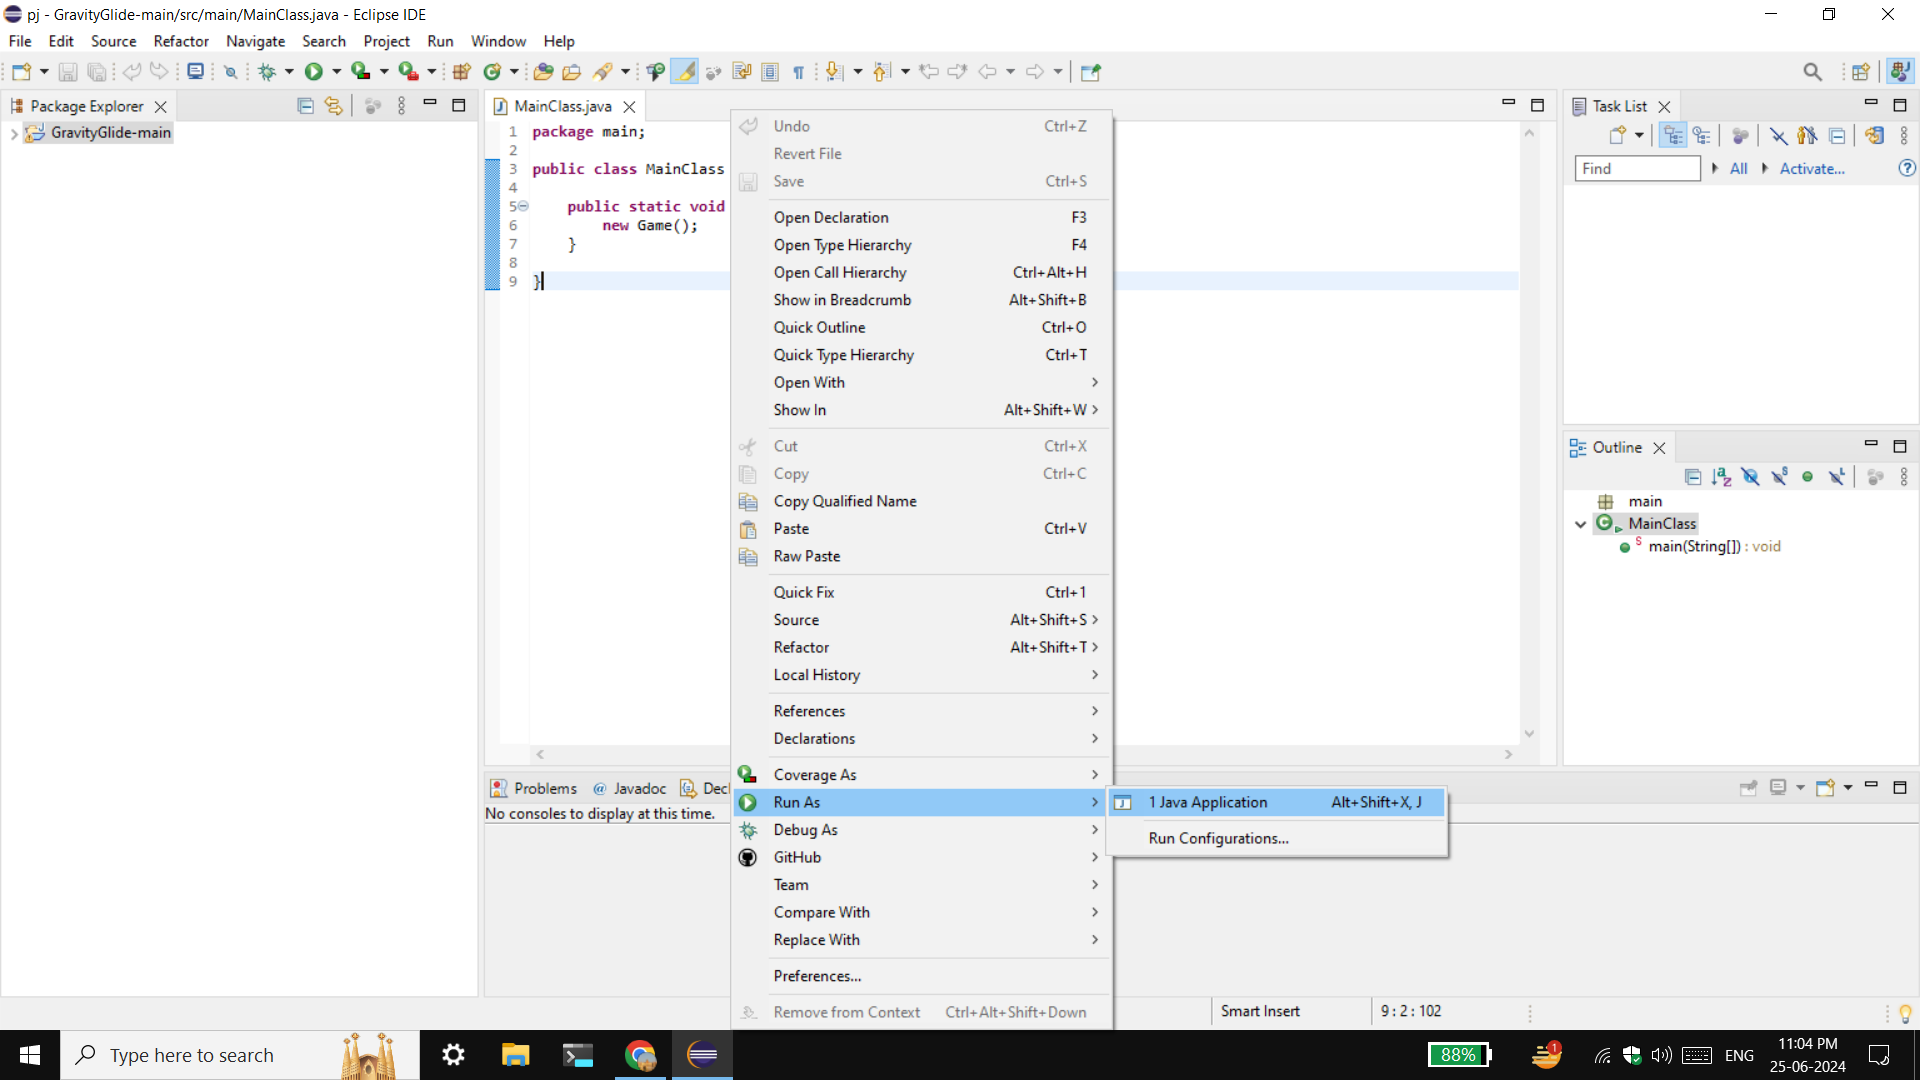 pj - GravityGlide-main/src/main/MainClass.java - Eclipse IDE
File Edit Source Refactor Navigate Search Project Run Window Help
Package Explorer
GravityGlide-main
MainClass.java
1 package main;
2
3 public class MainClass
4
5 public static void
6 new Game();
7 }
8
9 }
Undo Ctrl+Z
Revert File
Save Ctrl+S
Open Declaration F3
Open Type Hierarchy F4
Open Call Hierarchy Ctrl+Alt+H
Show in Breadcrumb Alt+Shift+B
Quick Outline Ctrl+O
Quick Type Hierarchy Ctrl+T
Open With
Show In Alt+Shift+W
Cut Ctrl+X
Copy Ctrl+C
Copy Qualified Name
Paste Ctrl+V
Raw Paste
Quick Fix Ctrl+1
Source Alt+Shift+S
Refactor Alt+Shift+T
Local History
References
Declarations
Coverage As
Run As
Debug As
GitHub
Team
Compare With
Replace With
Preferences...
Remove from Context Ctrl+Alt+Shift+Down
1 Java Application Alt+Shift+X, J
Run Configurations...
Task List
Find All Activate...
Outline
main
MainClass
main(String[]) : void
Problems @ Javadoc Decl
No consoles to display at this time.
Smart Insert 9 : 2 : 102
Type here to search
88% 1 ENG 11:04 PM
25-06-2024